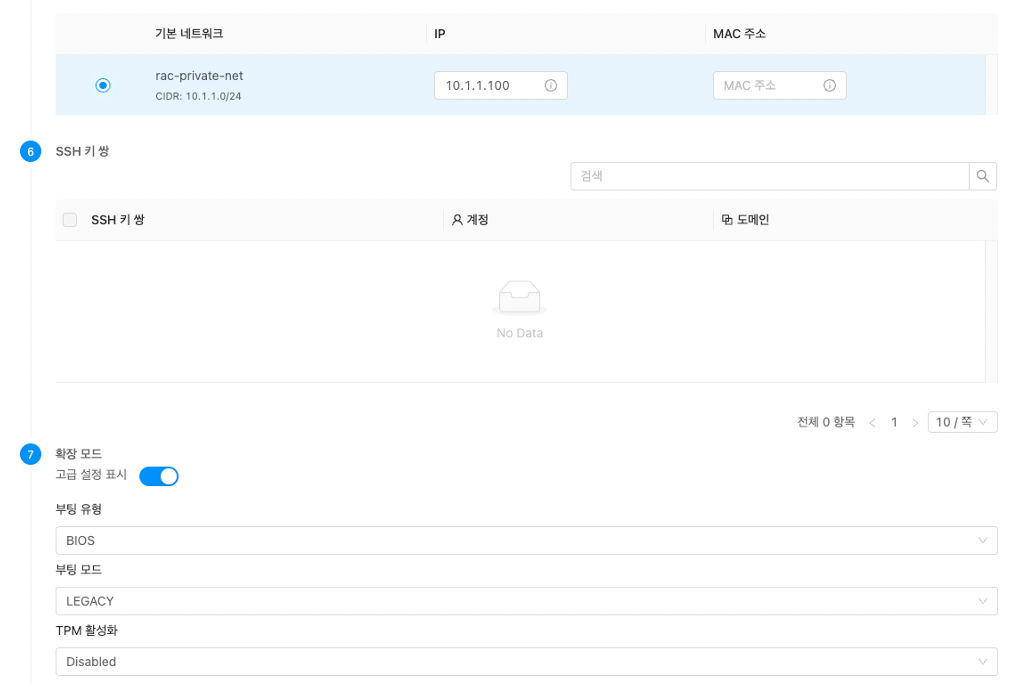 기본 네트워크
IP
MAC 주소
rac-private-net
10.1.1.100
MAC 주소
CIDR: 10.1.1.0/24
6
SSH 키 쌍
검색
SSH 키 쌍
계정
도메인
No Data
전체 0 항목
1
10 / 쪽
7
확장 모드
고급 설정 표시
부팅 유형
BIOS
부팅 모드
LEGACY
TPM 활성화
Disabled